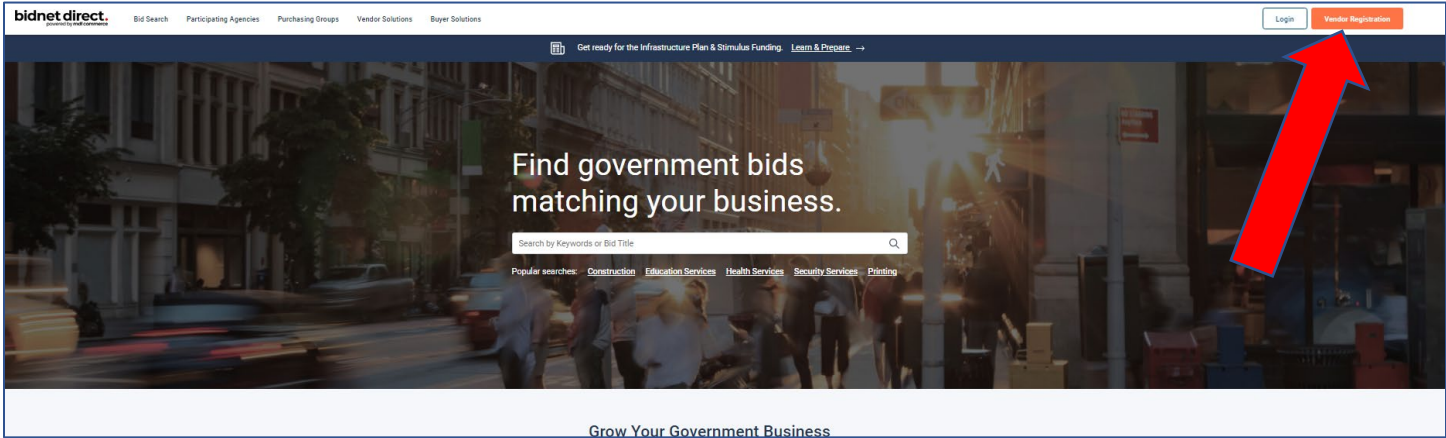 bidnet direct.
powered by mdf commerce
Bid Search Participating Agencies Purchasing Groups Vendor Solutions Buyer Solutions
Login Vendor Registration
Get ready for the Infrastructure Plan & Stimulus Funding. Learn & Prepare →
Find government bids
matching your business.
Search by Keywords or Bid Title
Popular searches: Construction Education Services Health Services Security Services Printing
Grow Your Government Business